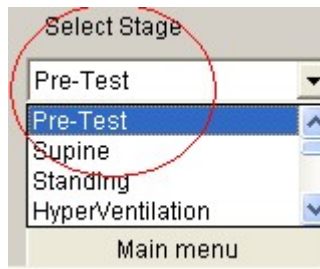 Select Stage
Pre-Test
Pre-Test
Supine
Standing
HyperVentilation
Main menu